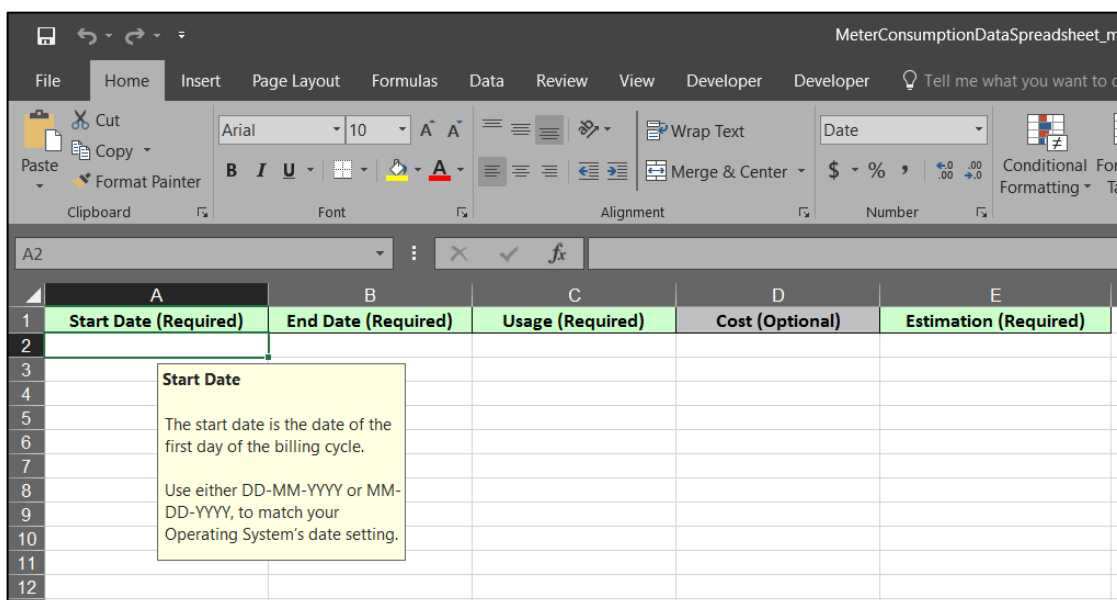 MeterConsumptionDataSpreadsheet_m
File Home Insert Page Layout Formulas Data Review View Developer Developer Tell me what you want to
Cut
Copy
Format Painter
Paste
Clipboard
Arial 10 A A
B I U A
Font
Wrap Text
Merge & Center
Alignment
Date
$ % , .0 .00 .00 .0
Number
Conditional
Formatting
A2 fx
A B C D E
1 Start Date (Required) End Date (Required) Usage (Required) Cost (Optional) Estimation (Required)
2
3
4
5
6
7
8
9
10
11
12
Start Date
The start date is the date of the
first day of the billing cycle.
Use either DD-MM-YYYY or MM-
DD-YYYY, to match your
Operating System’s date setting.